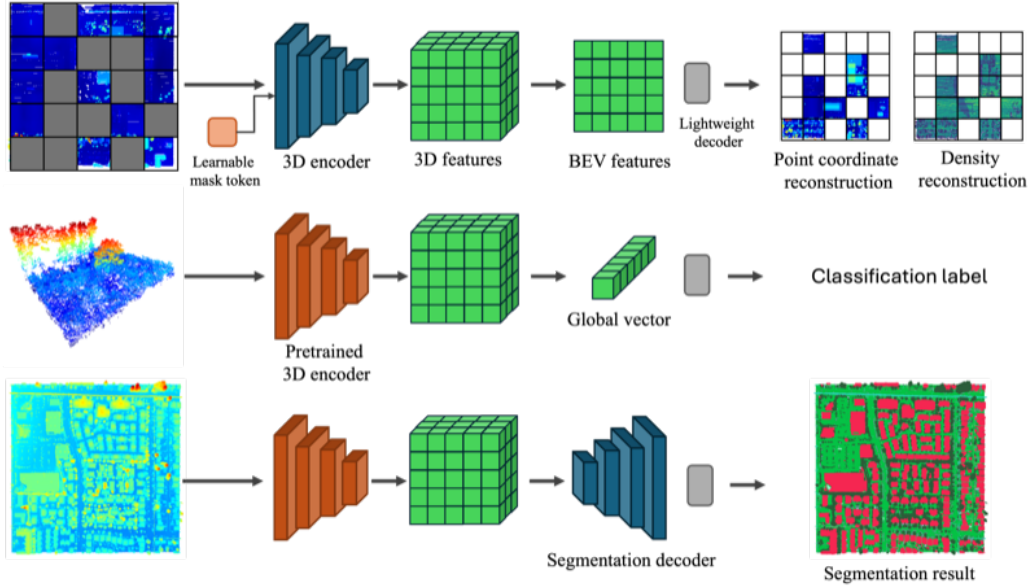 Learnable
mask token
3D encoder
3D features
BEV features
Lightweight
decoder
Point coordinate
reconstruction
Density
reconstruction
Pretrained
3D encoder
Global vector
Classification label
Segmentation decoder
Segmentation result